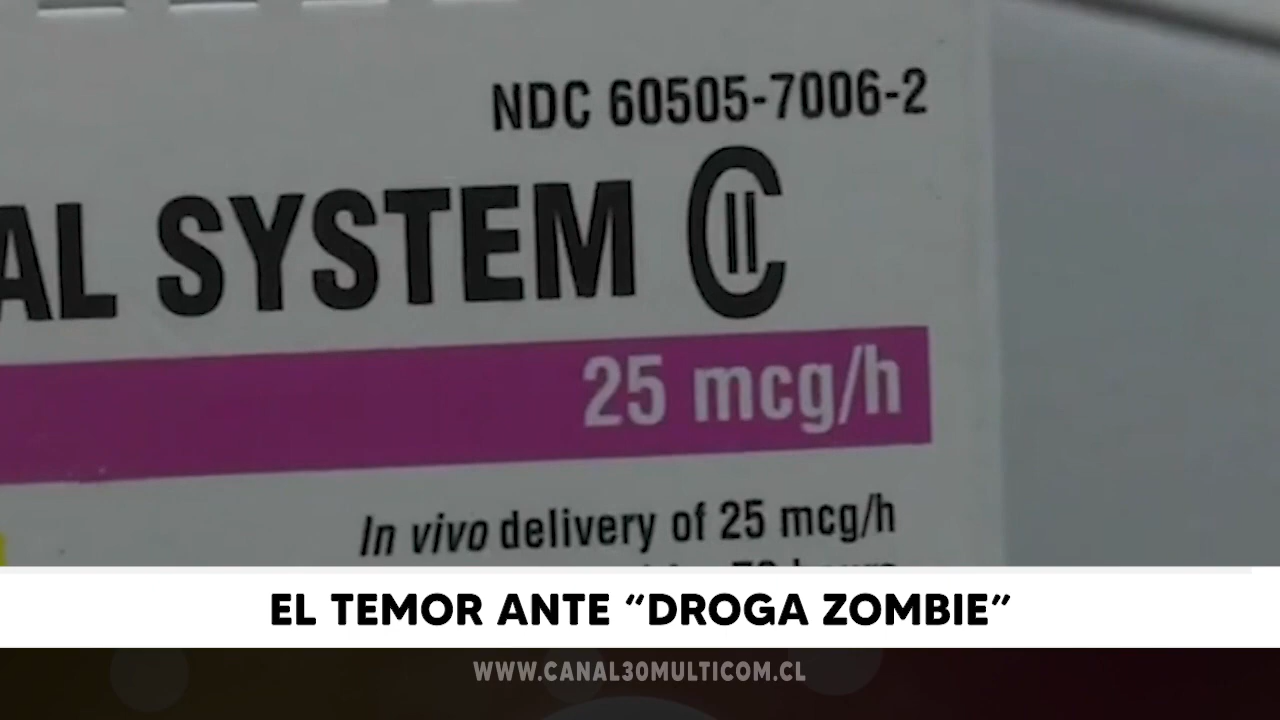 NDC 60505-7006-2
AL SYSTEM CII
25 mcg/h
In vivo delivery of 25 mcg/h
EL TEMOR ANTE “DROGA ZOMBIE”
WWW.CANAL30MULTICOM.CL